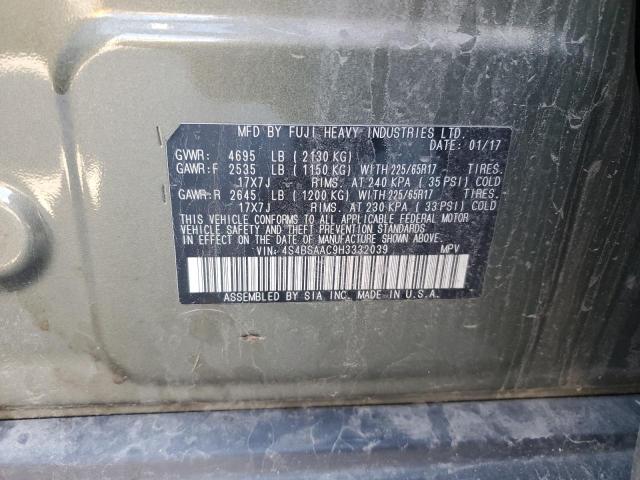 MFD BY FUJI HEAVY INDUSTRIES LTD.
DATE: 01/17
GVWR: 4695 LB (2130 KG)
GAWR:F 2535 LB (1150 KG) WITH 225/65R17 TIRES.
17X7J RIMS. AT 240 KPA (.35 PSI) COLD
GAWR:R 2645 LB (1200 KG) WITH 225/65R17 TIRES.
17X7J RIMS. AT 230 KPA (.33 PSI) COLD
THIS VEHICLE CONFORMS TO ALL APPLICABLE FEDERAL MOTOR
VEHICLE SAFETY AND THEFT PREVENTION STANDARDS
IN EFFECT ON THE DATE OF MANUFACTURE SHOWN ABOVE.
VIN: 4S4BSAAC9H3332039 MPV
ASSEMBLED BY SIA INC. MADE IN U.S.A.